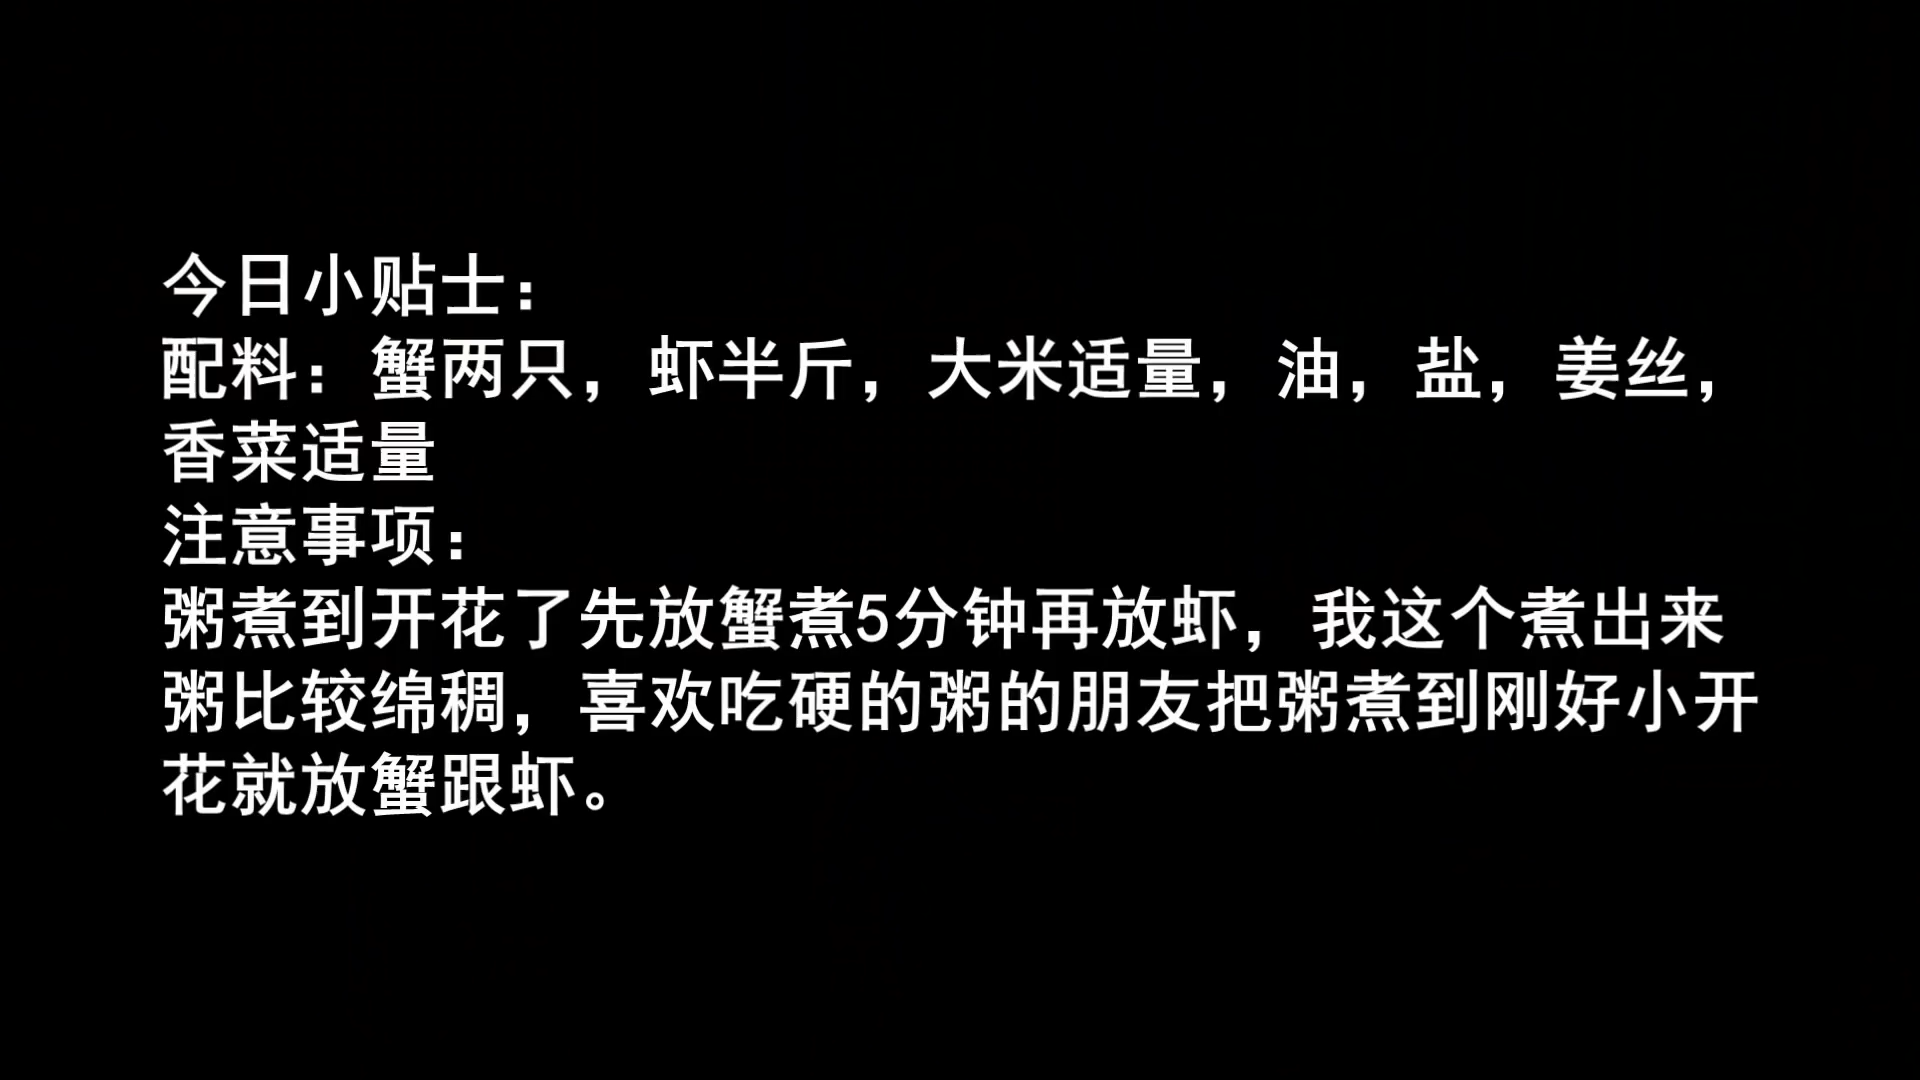 今日小贴士：
配料：蟹两只，虾半斤，大米适量，油，盐，姜丝，
香菜适量
注意事项：
粥煮到开花了先放蟹煮5分钟再放虾，我这个煮出来
粥比较绵稠，喜欢吃硬的粥的朋友把粥煮到刚好小开
花就放蟹跟虾。